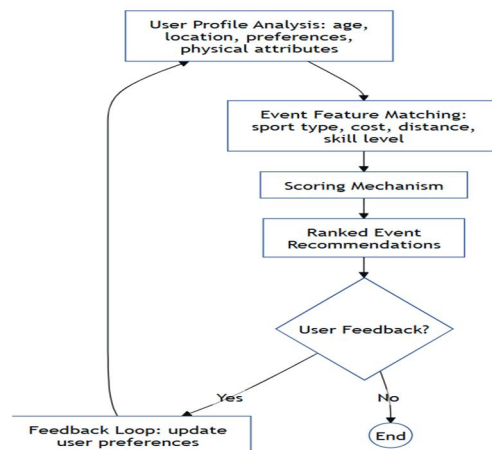 User Profile Analysis: age,
location, preferences,
physical attributes
Event Feature Matching:
sport type, cost, distance,
skill level
Scoring Mechanism
Ranked Event
Recommendations
User Feedback?
Yes
No
Feedback Loop: update
user preferences
End